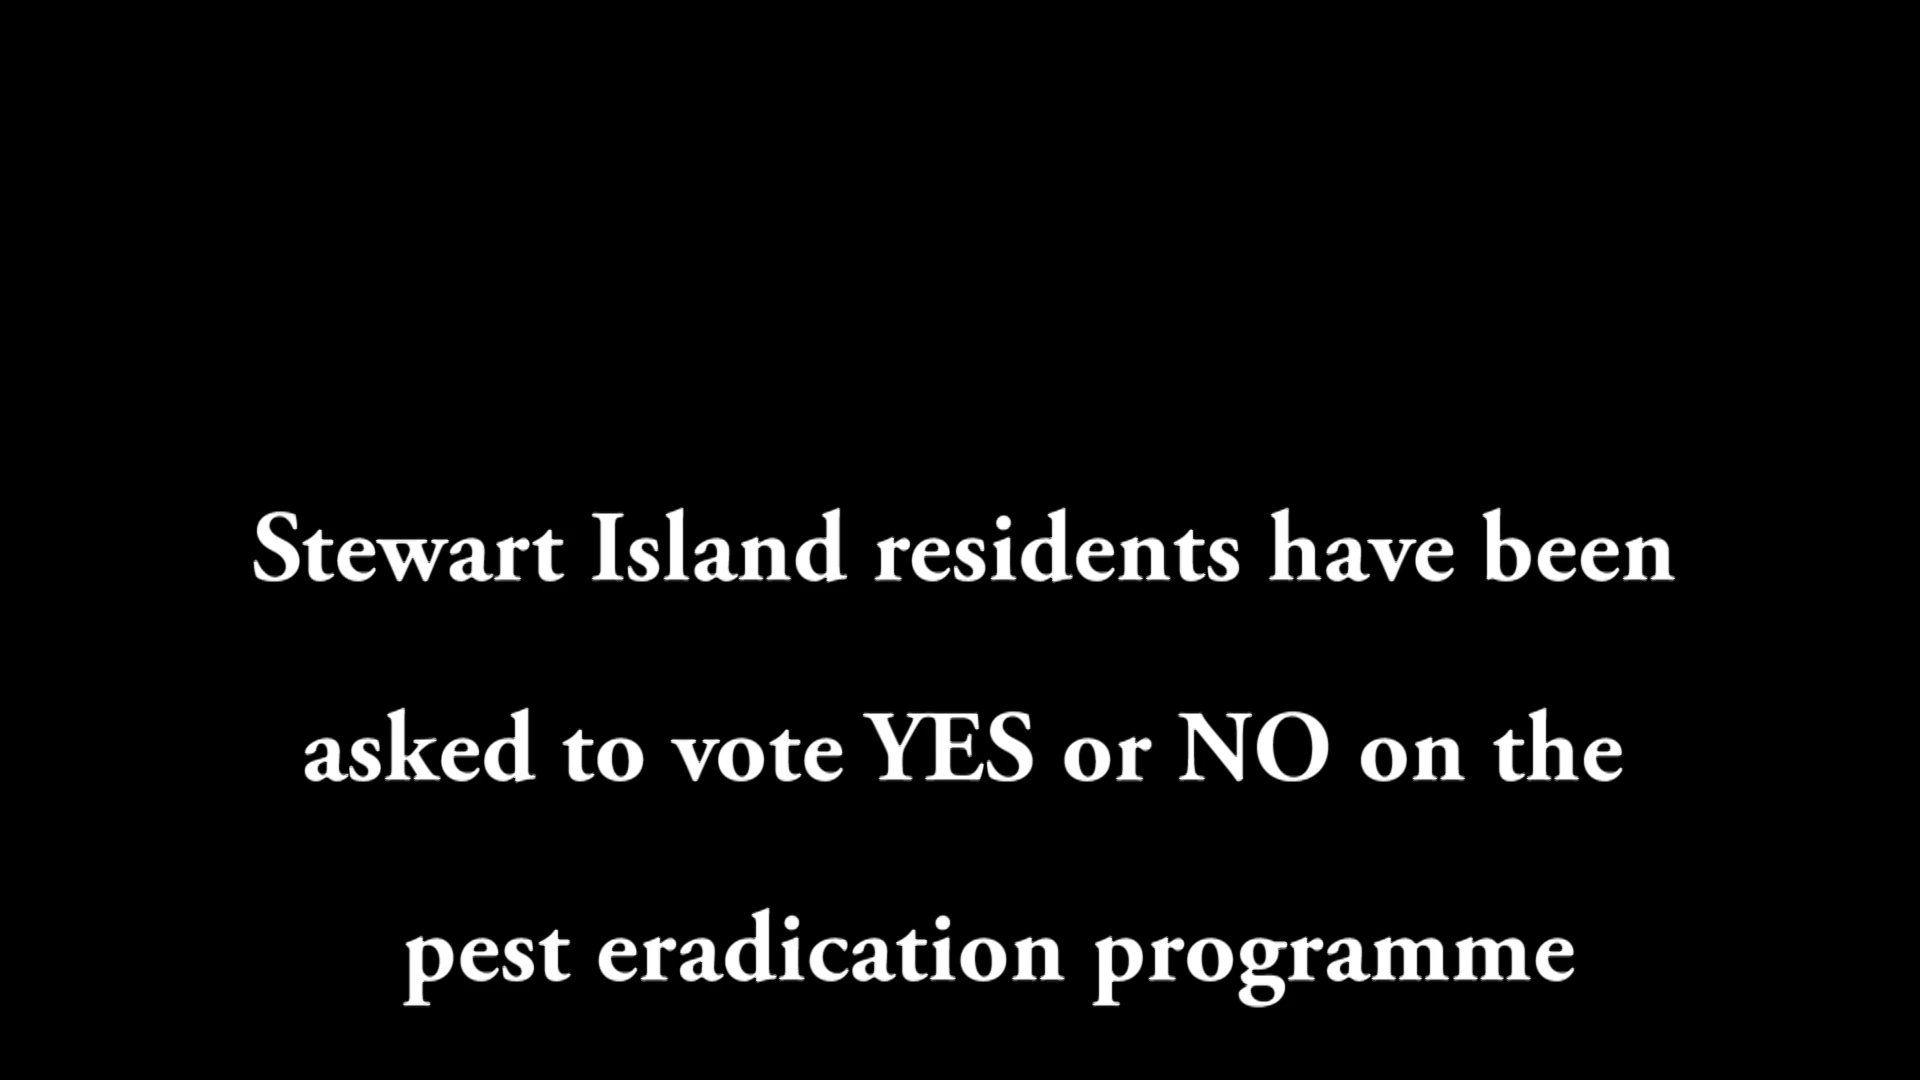 Stewart Island residents have been
asked to vote YES or NO on the
pest eradication programme